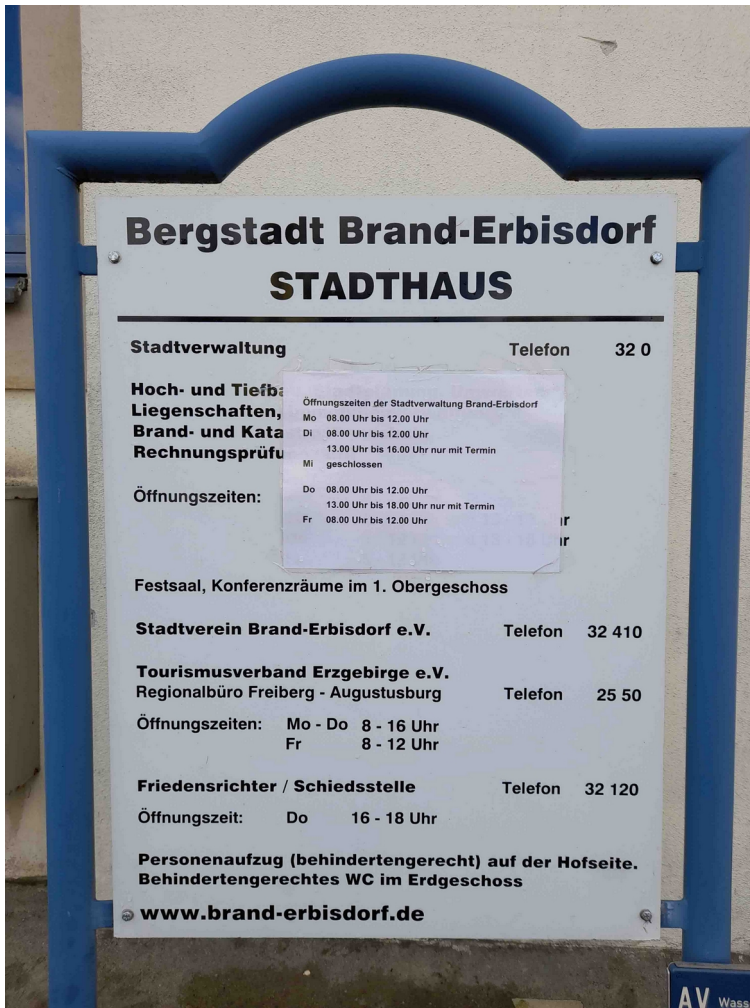 Bergstadt Brand-Erbisdorf
STADTHAUS
Stadtverwaltung Telefon 32 0
Hoch- und
Liegenschaften,
Brand- und
Öffnungszeiten:
Öffnungszeiten der Stadtverwaltung Brand-Erbisdorf
Mo 08.00 Uhr bis 12.00 Uhr
Di 08.00 Uhr bis 12.00 Uhr
13.00 Uhr bis 16.00 Uhr nur mit Termin
Mi geschlossen
Do 08.00 Uhr bis 12.00 Uhr
13.00 Uhr bis 18.00 Uhr nur mit Termin
Fr 08.00 Uhr bis 12.00 Uhr
Festsaal, Konferenzräume im 1. Obergeschoss
Stadtverein Brand-Erbisdorf e.V. Telefon 32 410
Tourismusverband Erzgebirge e.V.
Regionalbüro Freiberg - Augustusburg Telefon 25 50
Öffnungszeiten: Mo - Do 8 - 16 Uhr
Fr 8 - 12 Uhr
Friedensrichter / Schiedsstelle Telefon 32 120
Öffnungszeit: Do 16 - 18 Uhr
Personenaufzug (behindertengerecht) auf der Hofseite.
Behindertengerechtes WC im Erdgeschoss
www.brand-erbisdorf.de
AV